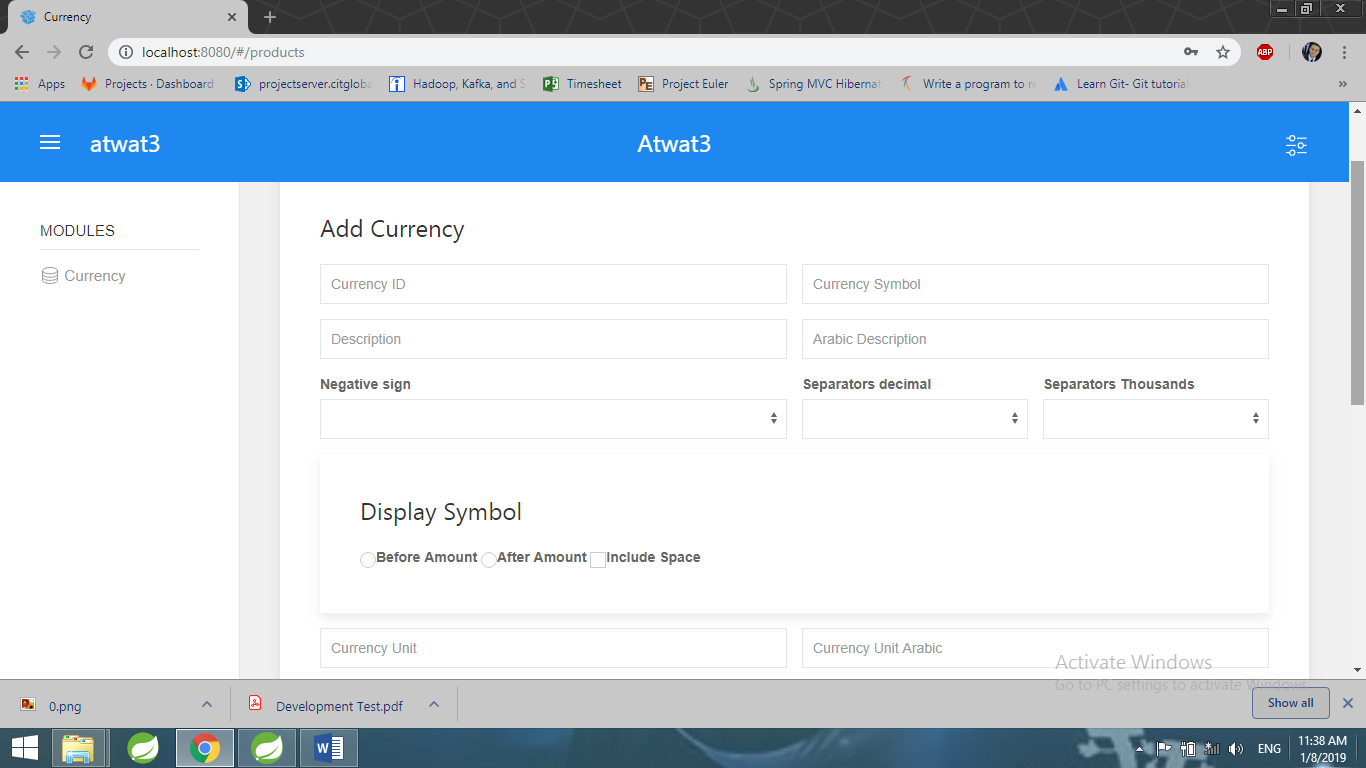 Currency
localhost:8080/#/products
ABP
Apps Projects · Dashboard projectserver.citgloba Hadoop, Kafka, and S Timesheet Project Euler Spring MVC Hibernat Write a program to re Learn Git- Git tutorial
atwat3 Atwat3
MODULES
Currency
Add Currency
Currency ID Currency Symbol
Description Arabic Description
Negative sign Separators decimal Separators Thousands
Display Symbol
Before Amount After Amount Include Space
Currency Unit Currency Unit Arabic
Activate Windows
Go to PC settings to activate Windows.
0.png Development Test.pdf Show all
ENG 11:38 AM
1/8/2019